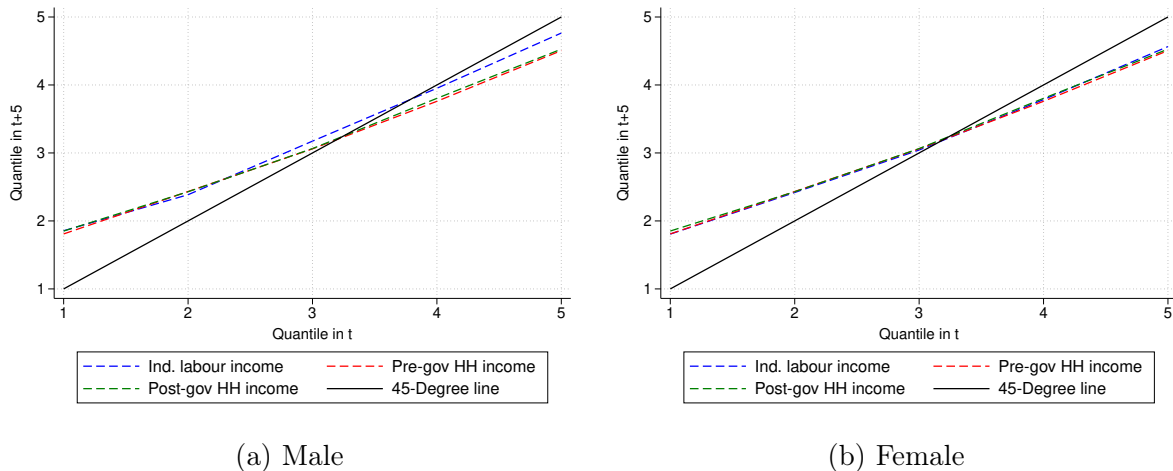 5
4
3
2
1
Quantile in t+5
1 2 3 4 5
Quantile in t
Ind. labour income Pre-gov HH income
Post-gov HH income 45-Degree line
(a) Male
5
4
3
2
1
Quantile in t+5
1 2 3 4 5
Quantile in t
Ind. labour income Pre-gov HH income
Post-gov HH income 45-Degree line
(b) Female